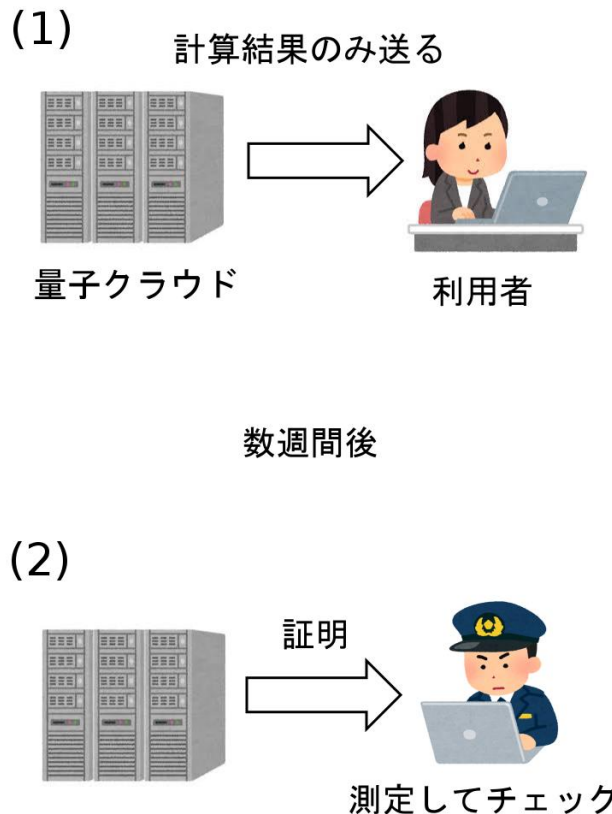 (1)
計算結果のみ送る
量子クラウド
利用者
数週間後
(2)
証明
測定してチェック